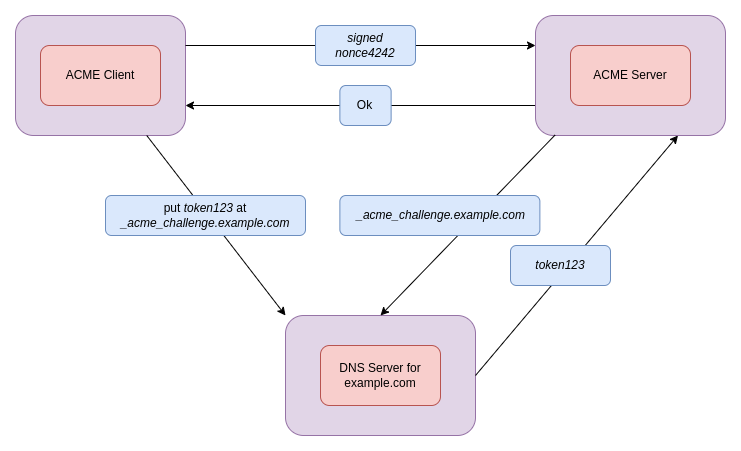 signed
nonce4242
ACME Client
ACME Server
Ok
put token123 at
_acme_challenge.example.com
_acme_challenge.example.com
token123
DNS Server for
example.com